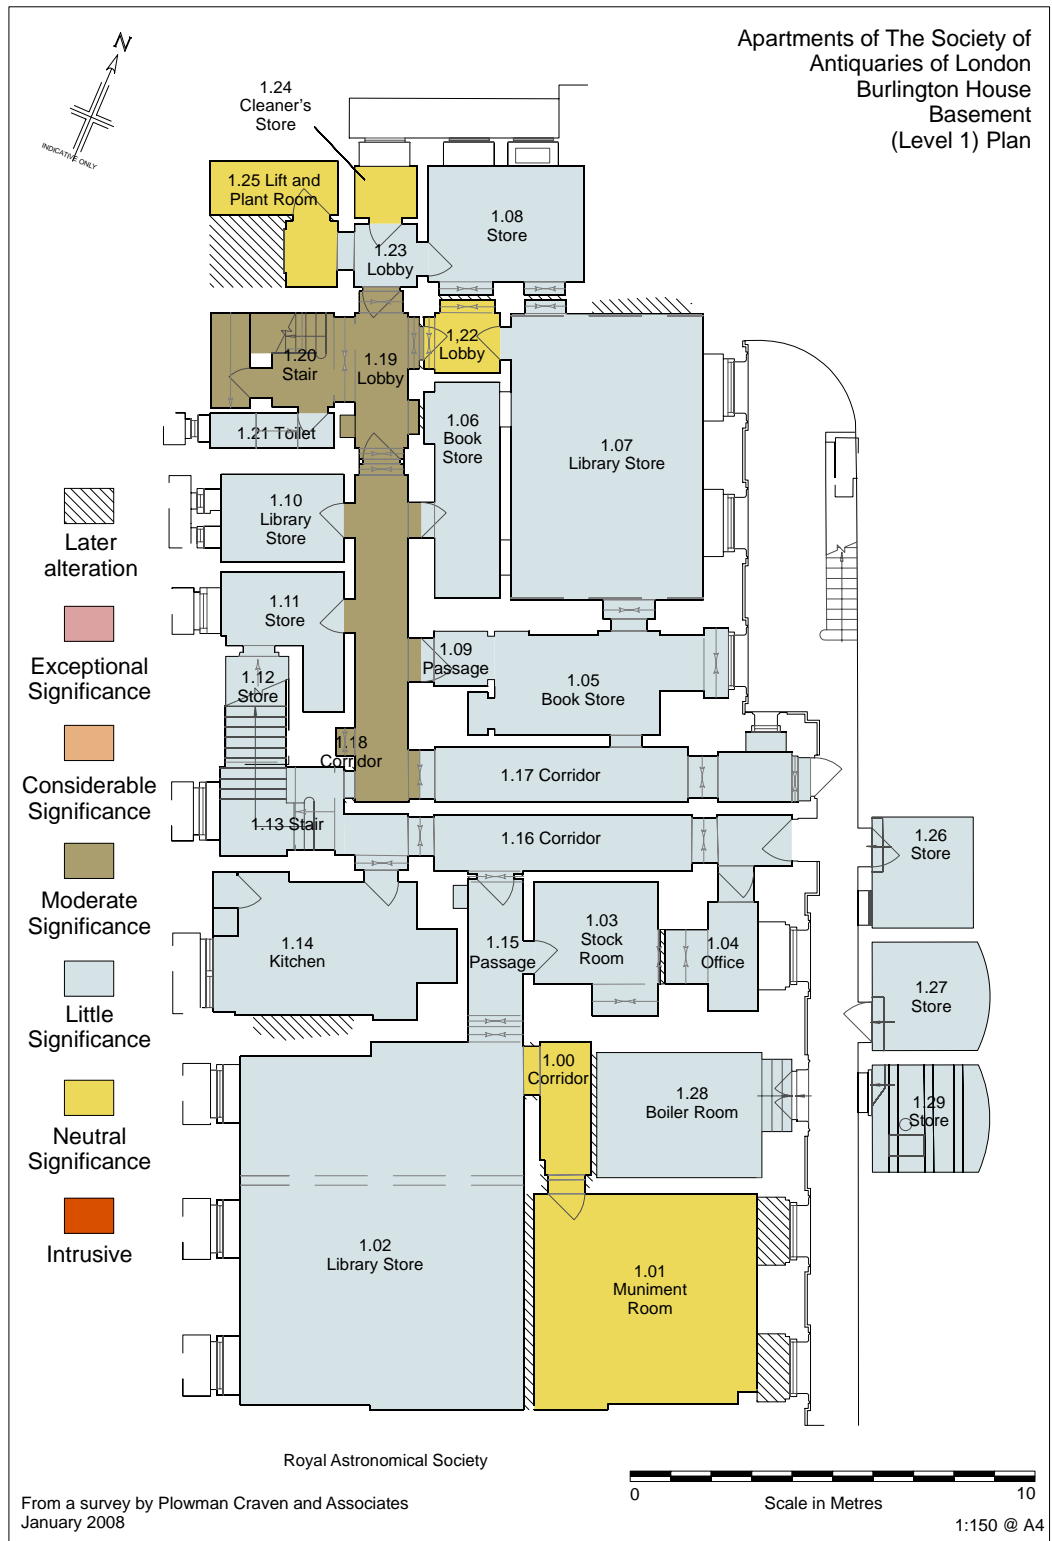 Apartments of The Society of
Antiquaries of London
Burlington House
Basement
(Level 1) Plan
N
INDICATIVE ONLY
1.24
Cleaner's
Store
1.25 Lift and
Plant Room
1.08
Store
1.23
Lobby
1,22
Lobby
1.20
Stair
1.19
Lobby
1.21 Toilet
1.06
Book
Store
1.07
Library Store
1.10
Library
Store
1.11
Store
1.12
Store
1.09
Passage
1.05
Book Store
1.18
Corridor
1.17 Corridor
1.13 Stair
1.16 Corridor
1.26
Store
1.14
Kitchen
1.15
Passage
1.03
Stock
Room
1.04
Office
1.27
Store
1.00
Corridor
1.28
Boiler Room
1.29
Store
1.02
Library Store
1.01
Muniment
Room
Later
alteration
Exceptional
Significance
Considerable
Significance
Moderate
Significance
Little
Significance
Neutral
Significance
Intrusive
Royal Astronomical Society
From a survey by Plowman Craven and Associates
January 2008
0
Scale in Metres
10
1:150 @ A4